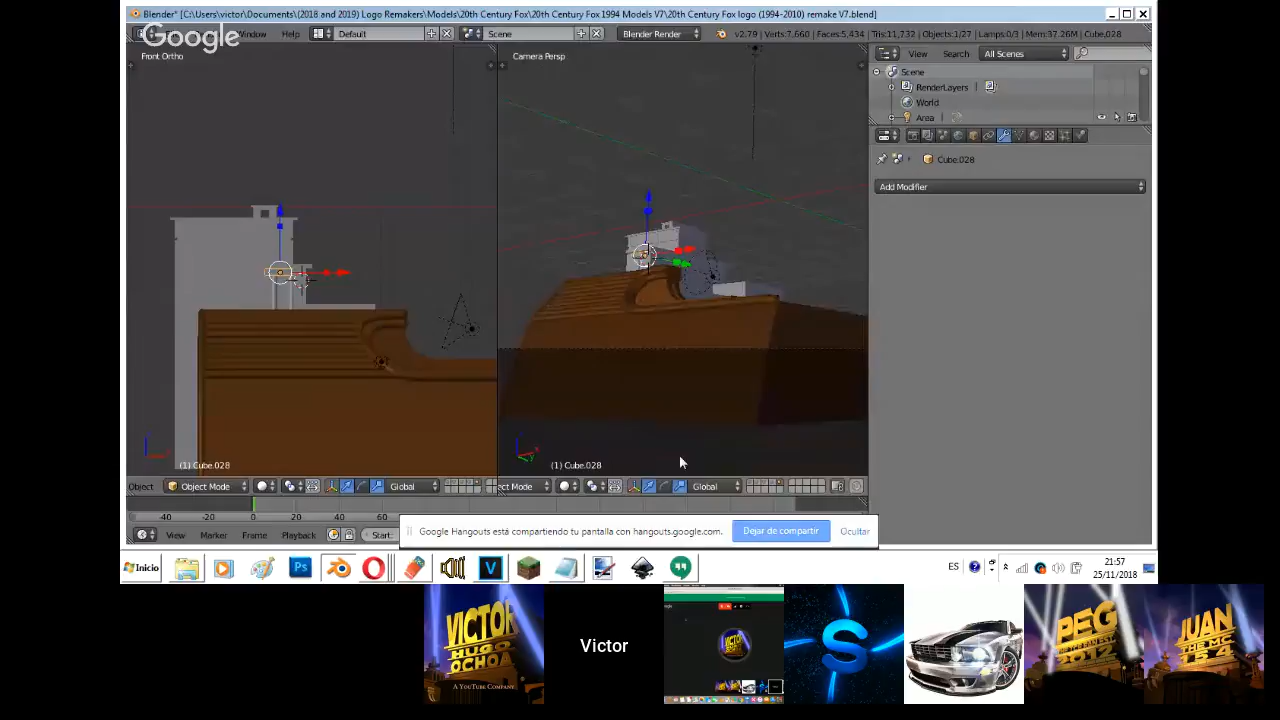 Blender* [C:\Users\victor\Documents\(2018 and 2019) Logo Remakers\Models\20th Century Fox\20th Century Fox 1994 Models V7\20th Century Fox logo (1994-2010) remake V7.blend]
Google
Window Help Default Scene Blender Render v2.79 | Verts:7,660 | Faces:5,434 | Tris:11,732 | Objects:1/27 | Lamps:0/3 | Mem:37.26M | Cube.028
Front Ortho
Camera Persp
View Search All Scenes
Scene
RenderLayers
World
Area
Cube.028
Add Modifier
(1) Cube.028
(1) Cube.028
Object Object Mode Global
ect Mode Global
-40 -20 0 20 40 60
View Marker Frame Playback Start:
Google Hangouts está compartiendo tu pantalla con hangouts.google.com. Dejar de compartir Ocultar
Inicio
Ps
V
ES
21:57
25/11/2018
VICTOR
HUGO
OCHOA
A YOUTUBE COMPANY
Victor
S
PEG
2012
JUAN
THE MC
154